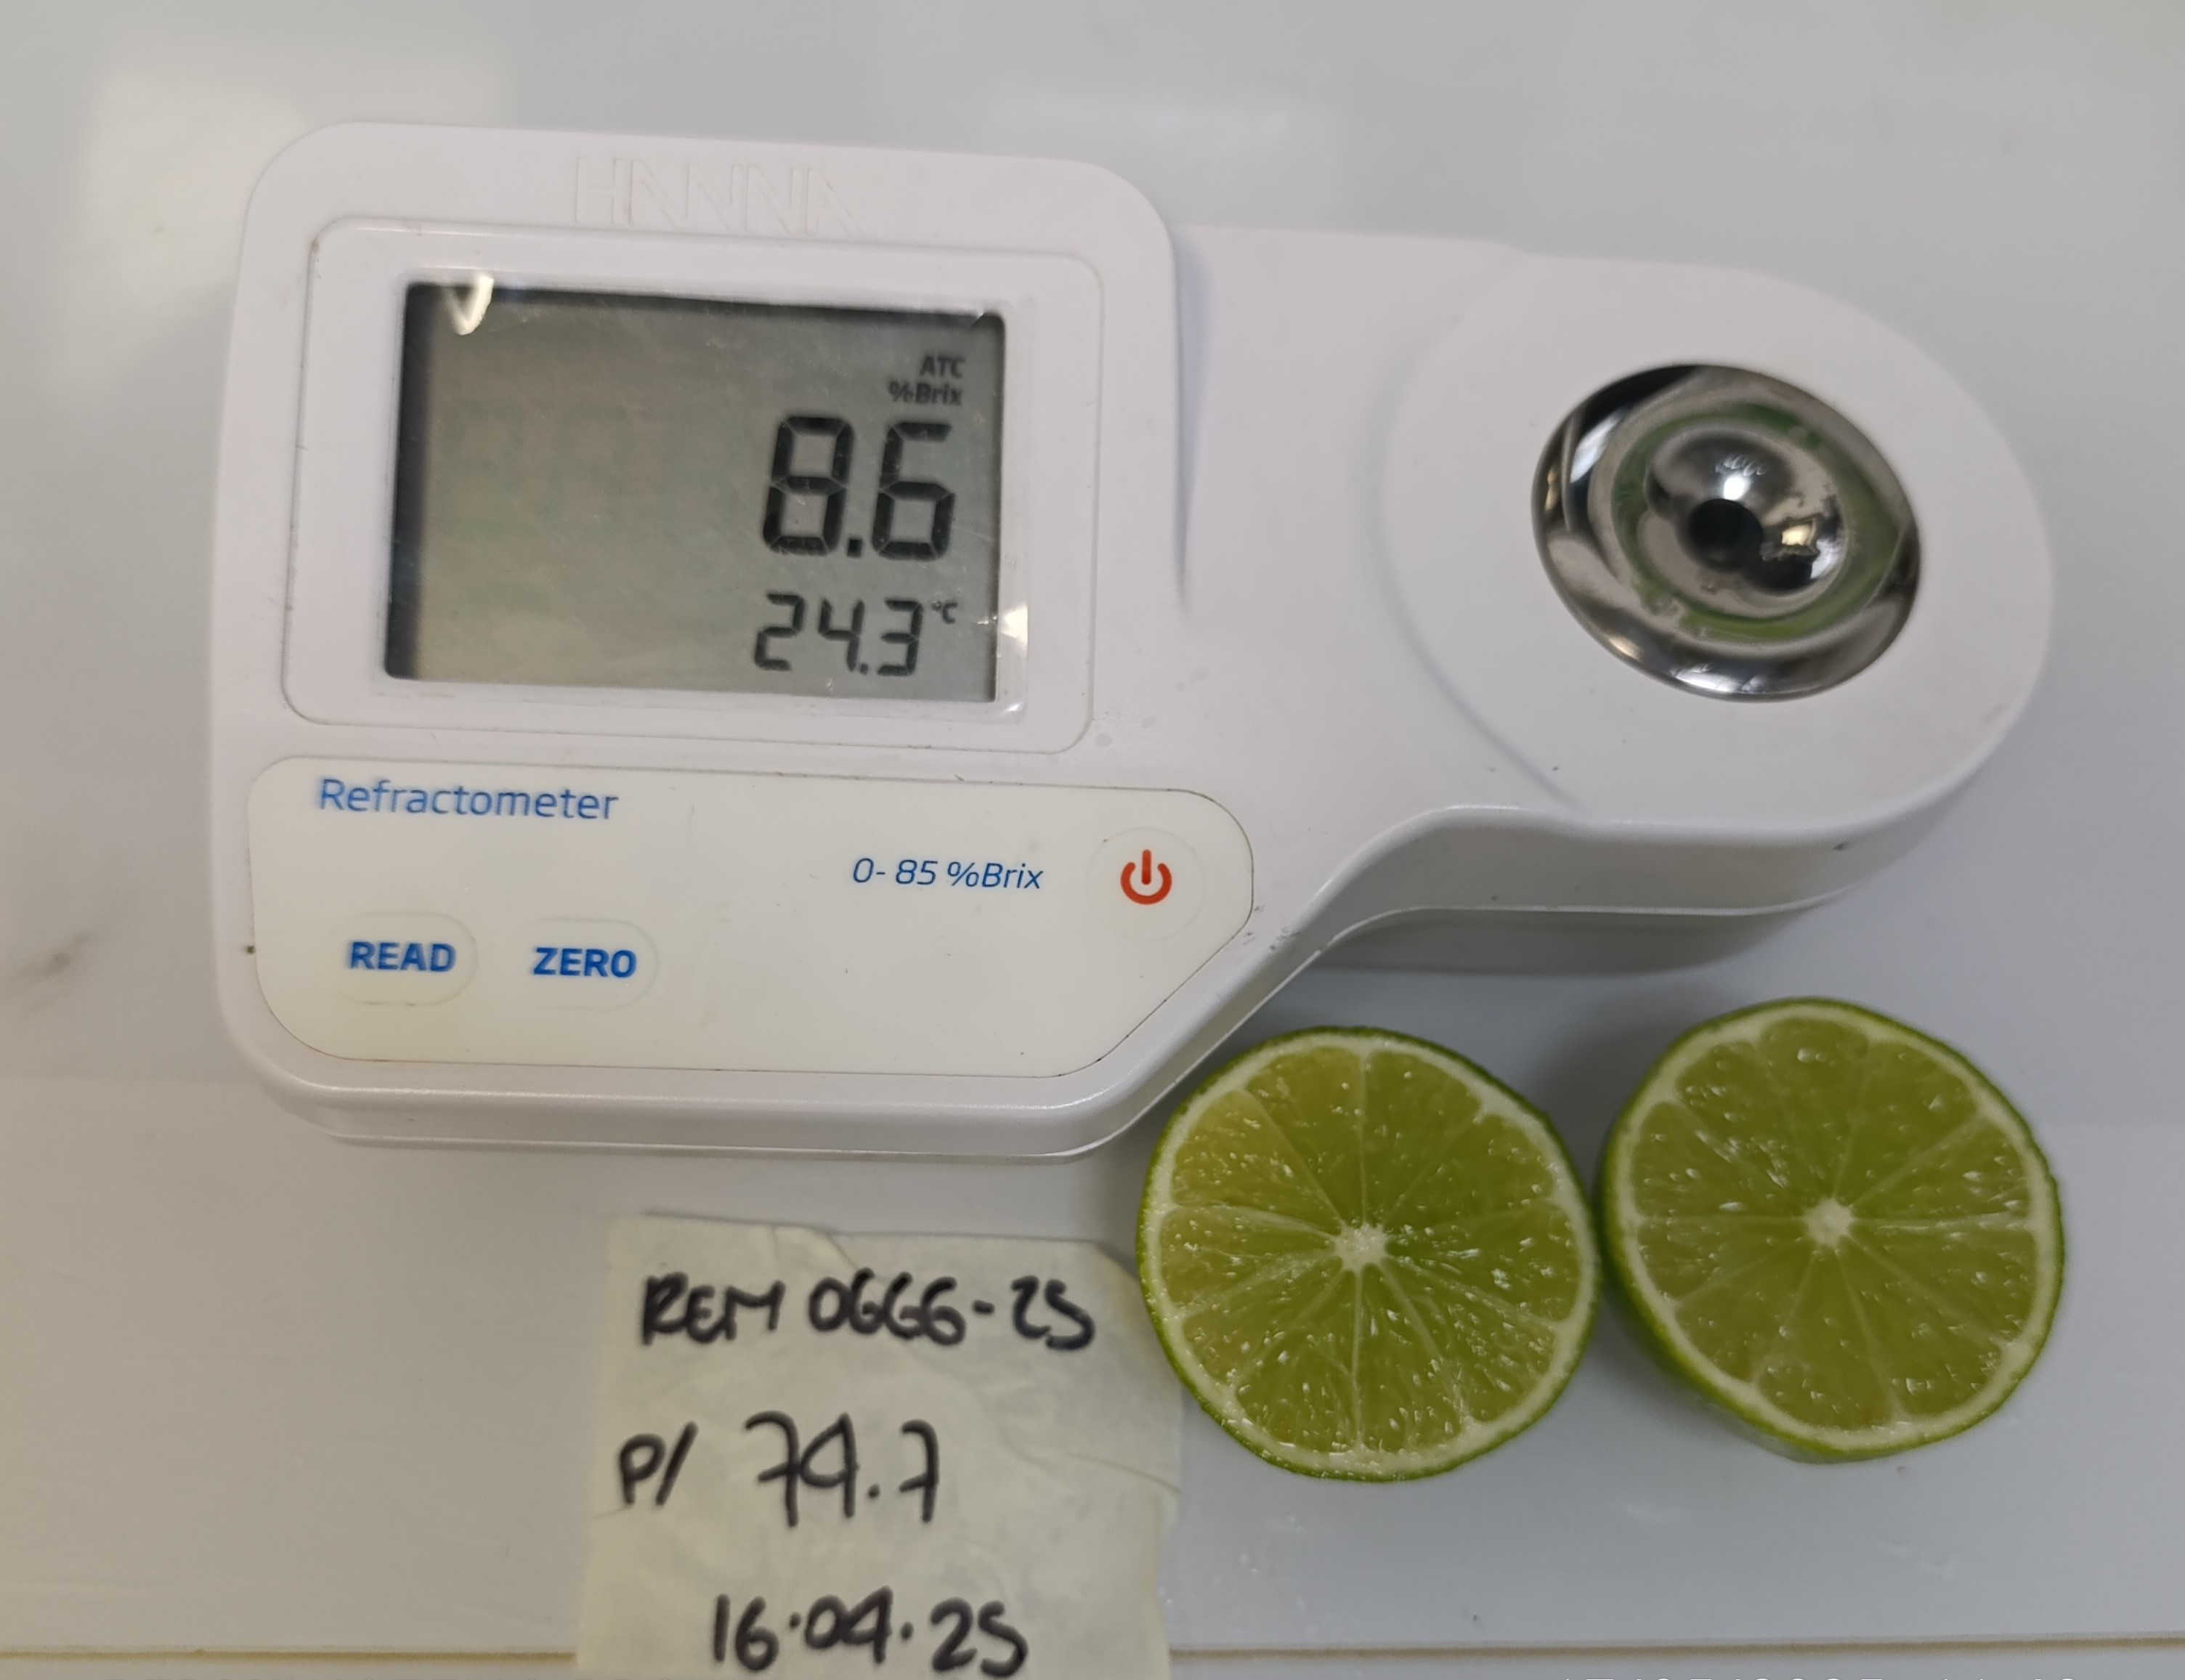 HANNA
ATC
%Brix
8.6
24.3 °C
Refractometer
0-85 %Brix
READ ZERO
REM 0666-25
P/ 74.7
16.04.25